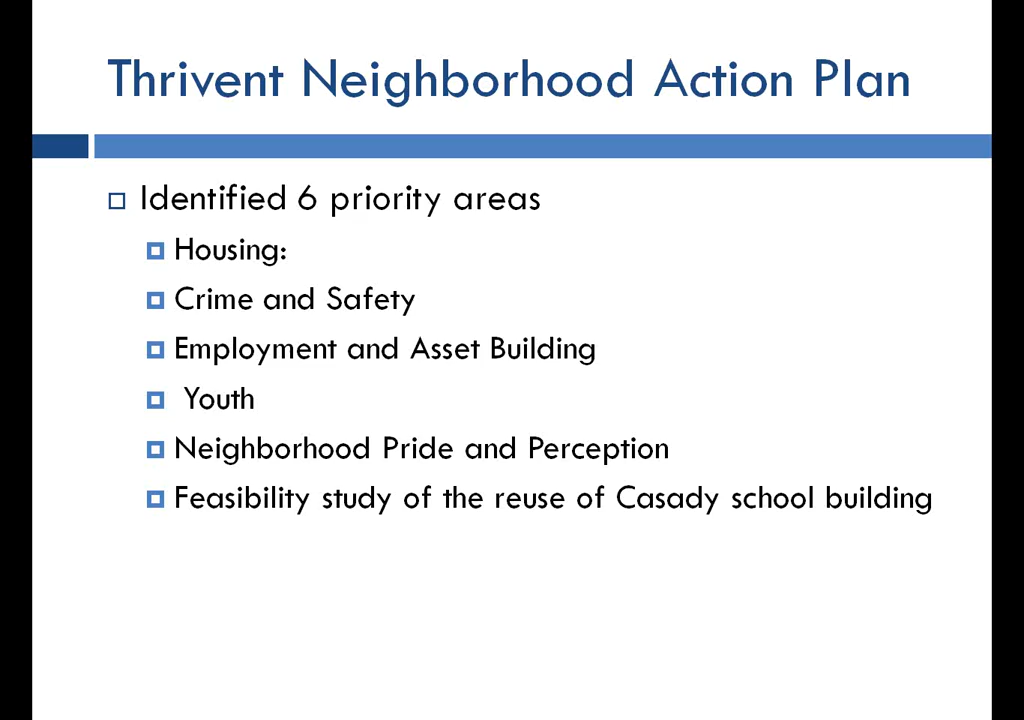 Thrivent Neighborhood Action Plan
Identified 6 priority areas
Housing:
Crime and Safety
Employment and Asset Building
Youth
Neighborhood Pride and Perception
Feasibility study of the reuse of Casady school building